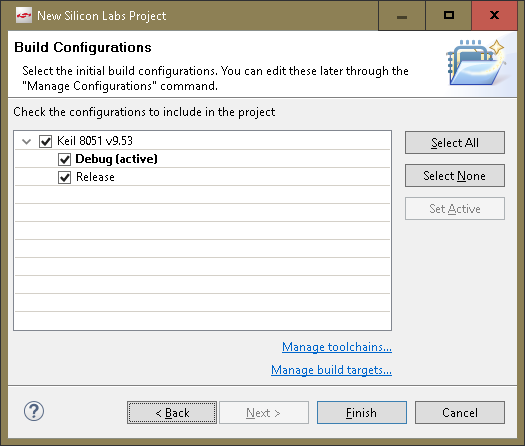 New Silicon Labs Project
Build Configurations
Select the initial build configurations. You can edit these later through the
"Manage Configurations" command.
Check the configurations to include in the project
Keil 8051 v9.53
Debug (active)
Release
Select All
Select None
Set Active
Manage toolchains...
Manage build targets...
?
< Back
Next >
Finish
Cancel